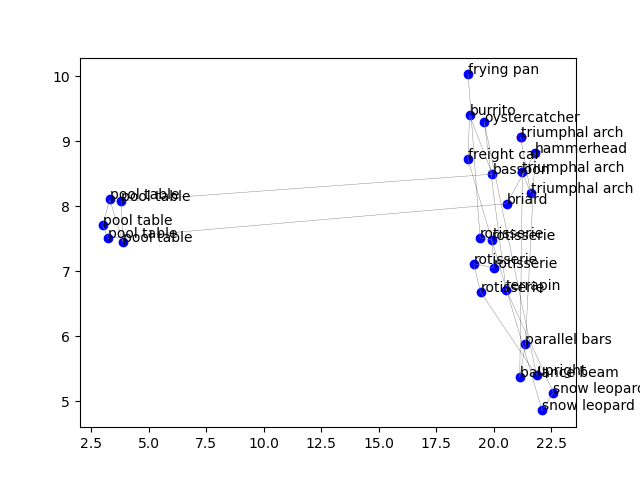 frying pan
burrito
oystercatcher
triumphal arch
hammerhead
freight car
bassoon
triumphal arch
triumphal arch
briard
pool table
pool table
pool table
pool table
pool table
rotisserie
rotisserie
rotisserie
rotisserie
rotisserie
terrapin
parallel bars
balance beam
upright
snow leopard
snow leopard
10
9
8
7
6
5
2.5
5.0
7.5
10.0
12.5
15.0
17.5
20.0
22.5